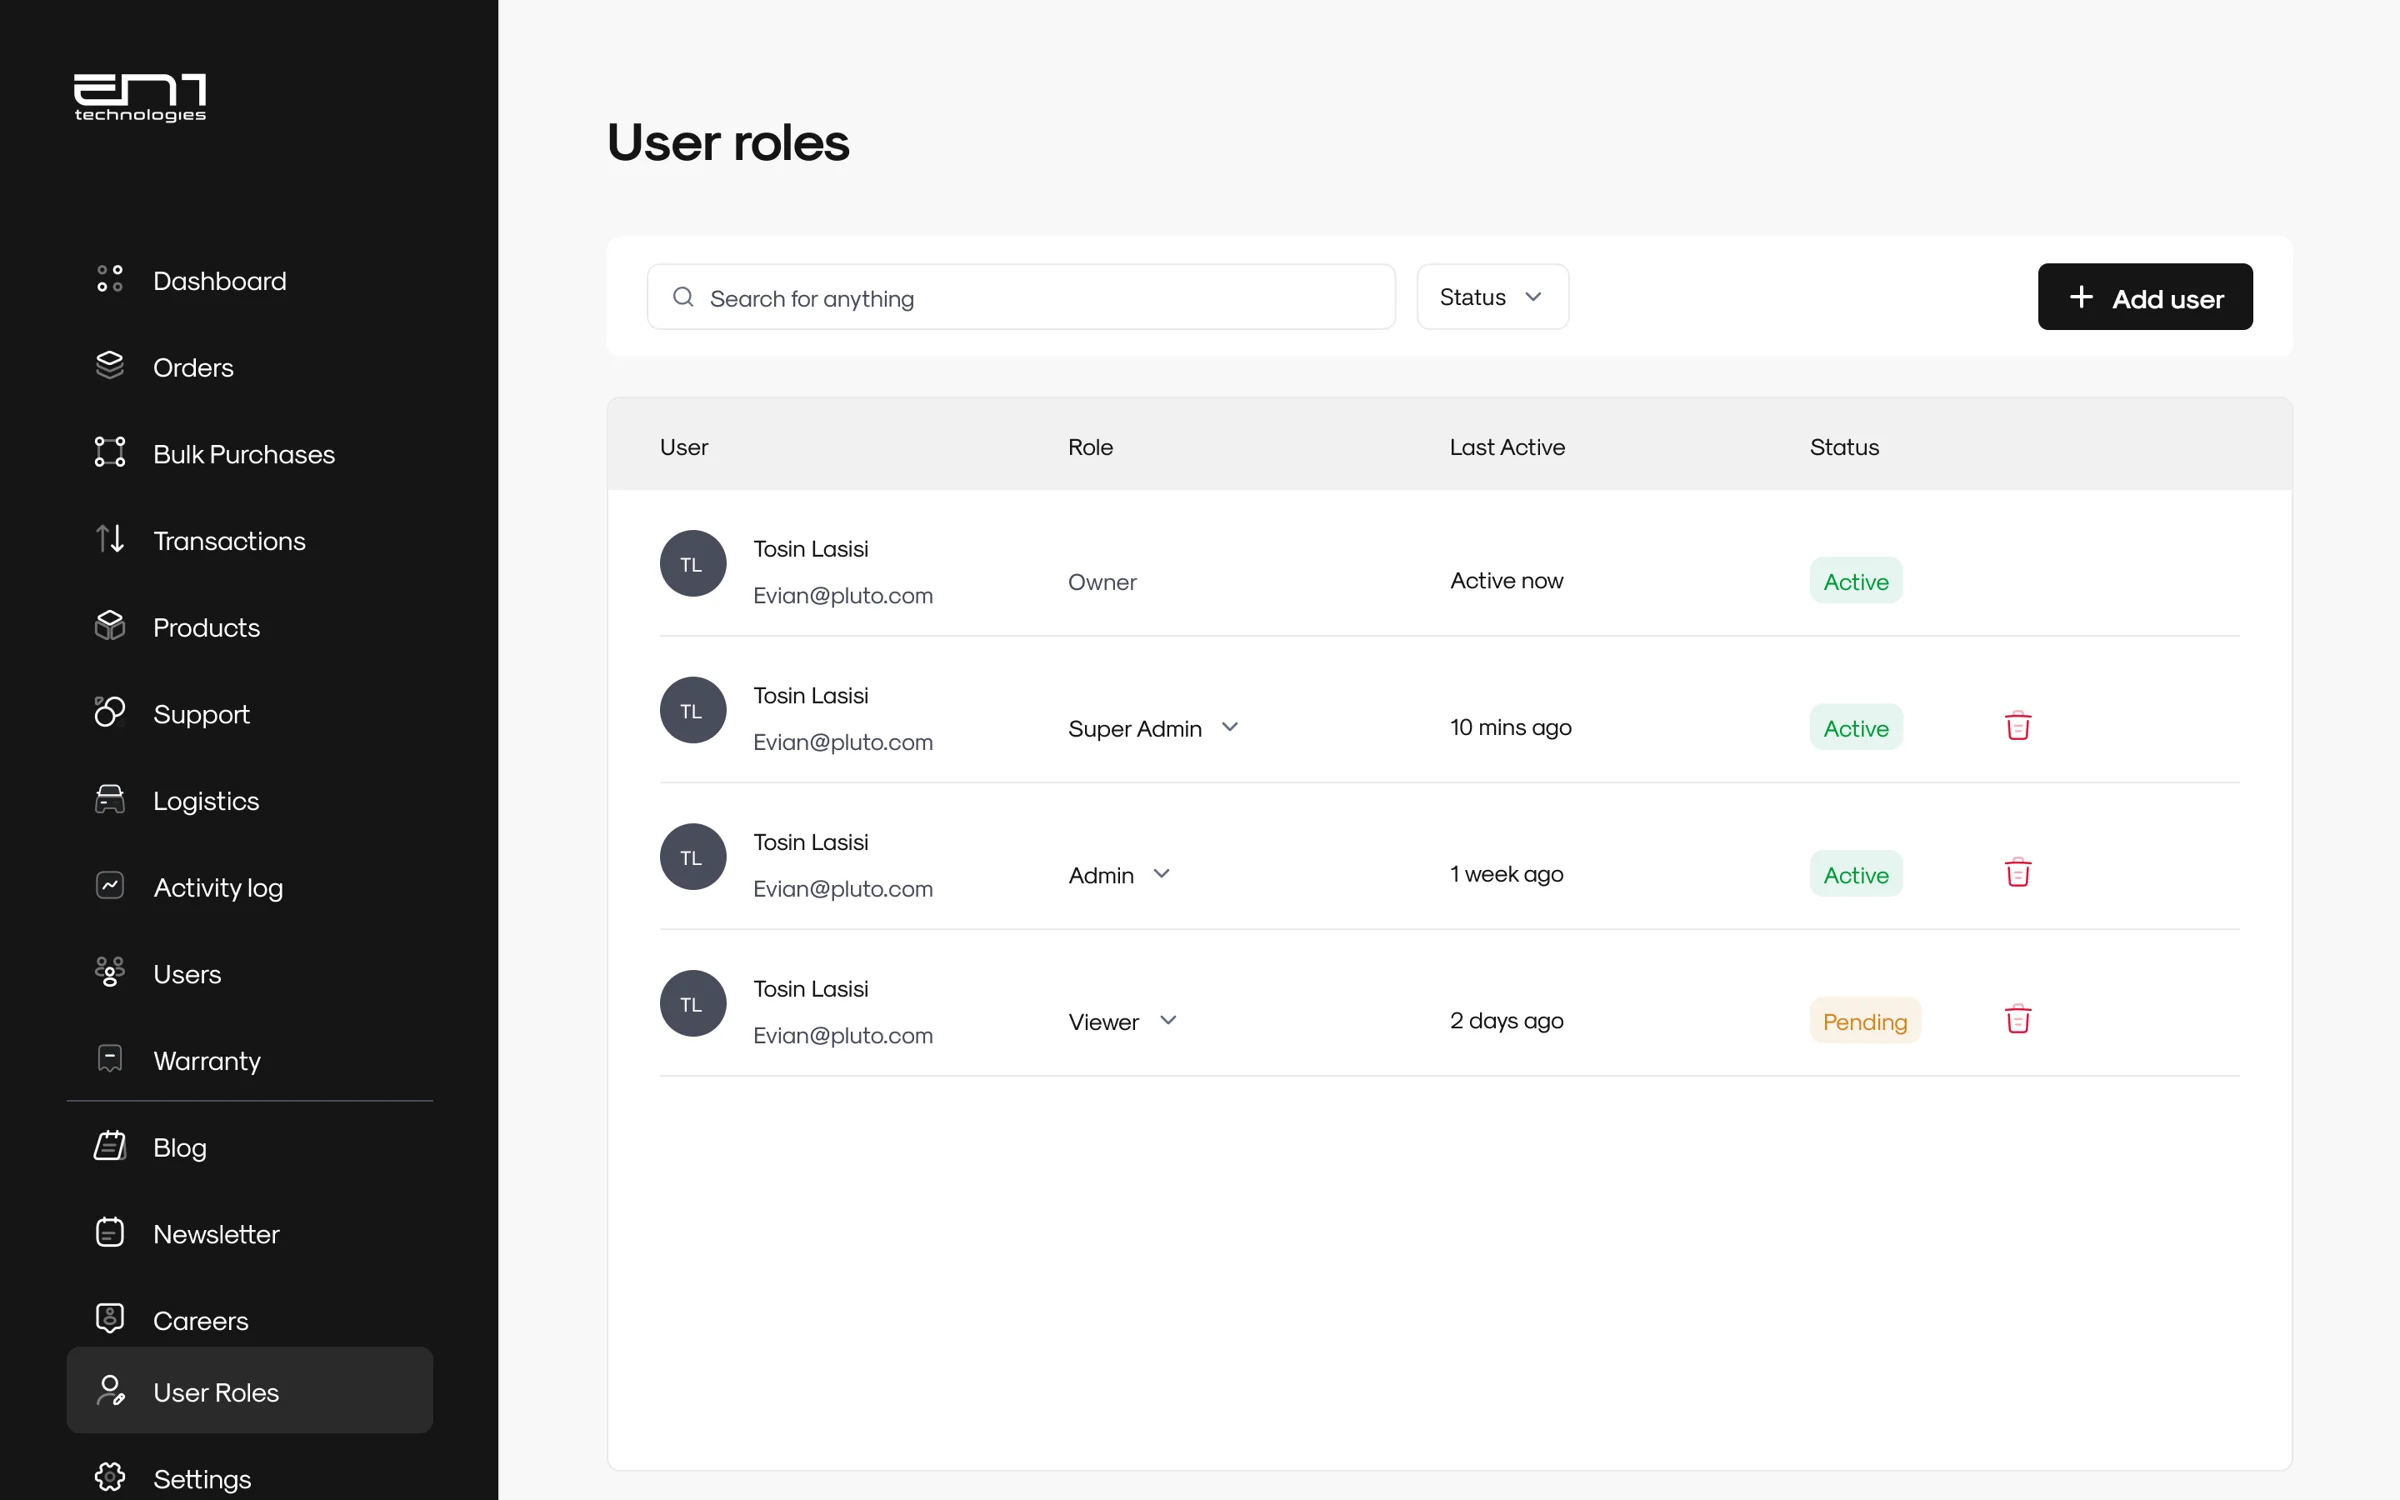 en1
technologies
Dashboard
Orders
Bulk Purchases
Transactions
Products
Support
Logistics
Activity log
Users
Warranty
Blog
Newsletter
Careers
User Roles
Settings
User roles
Search for anything
Status
Add user
User Role Last Active Status
TL
Tosin Lasisi
Evian@pluto.com
Owner
Active now
Active
TL
Tosin Lasisi
Evian@pluto.com
Super Admin
10 mins ago
Active
TL
Tosin Lasisi
Evian@pluto.com
Admin
1 week ago
Active
TL
Tosin Lasisi
Evian@pluto.com
Viewer
2 days ago
Pending